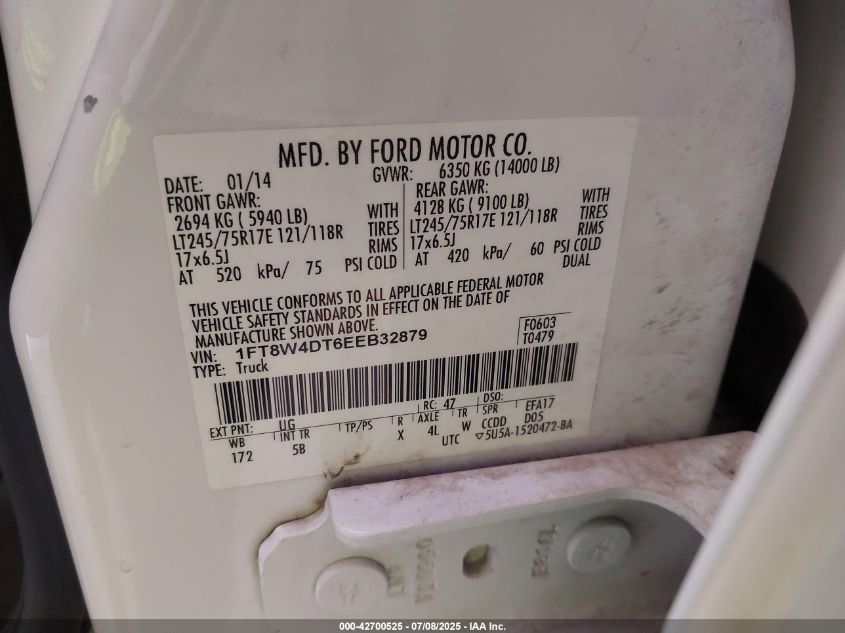 MFD. BY FORD MOTOR CO.
DATE: 01/14 GVWR: 6350 KG (14000 LB)
FRONT GAWR: REAR GAWR:
2694 KG ( 5940 LB) WITH 4128 KG ( 9100 LB) WITH
LT245/75R17E 121/118R TIRES LT245/75R17E 121/118R TIRES
17x6.5J RIMS 17x6.5J RIMS
AT 520 kPa/ 75 PSI COLD AT 420 kPa/ 60 PSI COLD
DUAL
THIS VEHICLE CONFORMS TO ALL APPLICABLE FEDERAL MOTOR
VEHICLE SAFETY STANDARDS IN EFFECT ON THE DATE OF
MANUFACTURE SHOWN ABOVE.
VIN: 1FT8W4DT6EEB32879 F0603
TYPE: Truck T0479
EXT PNT: UG RC: 47 DSO:
WB INT TR TP/PS R AXLE TR SPR EFA17
172 5B X 4L W CCDD D05
UTC ▽5U5A-1520472-BA
000-42700525 - 07/08/2025 - IAA Inc.